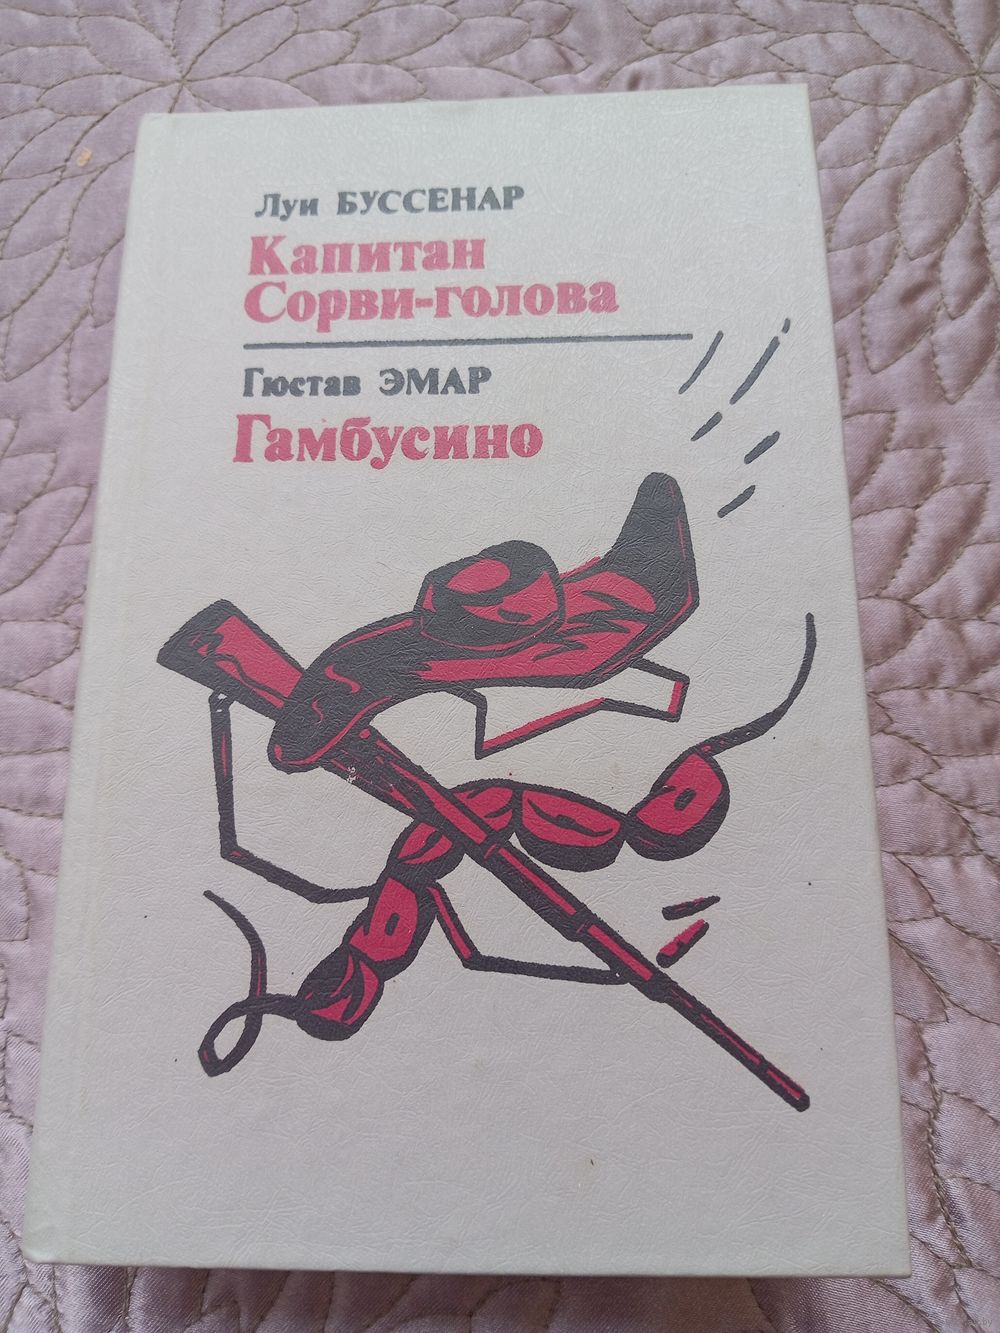 Луи БУССЕНАР
Капитан
Сорви-голова
Гюстав ЭМАР
Гамбусино